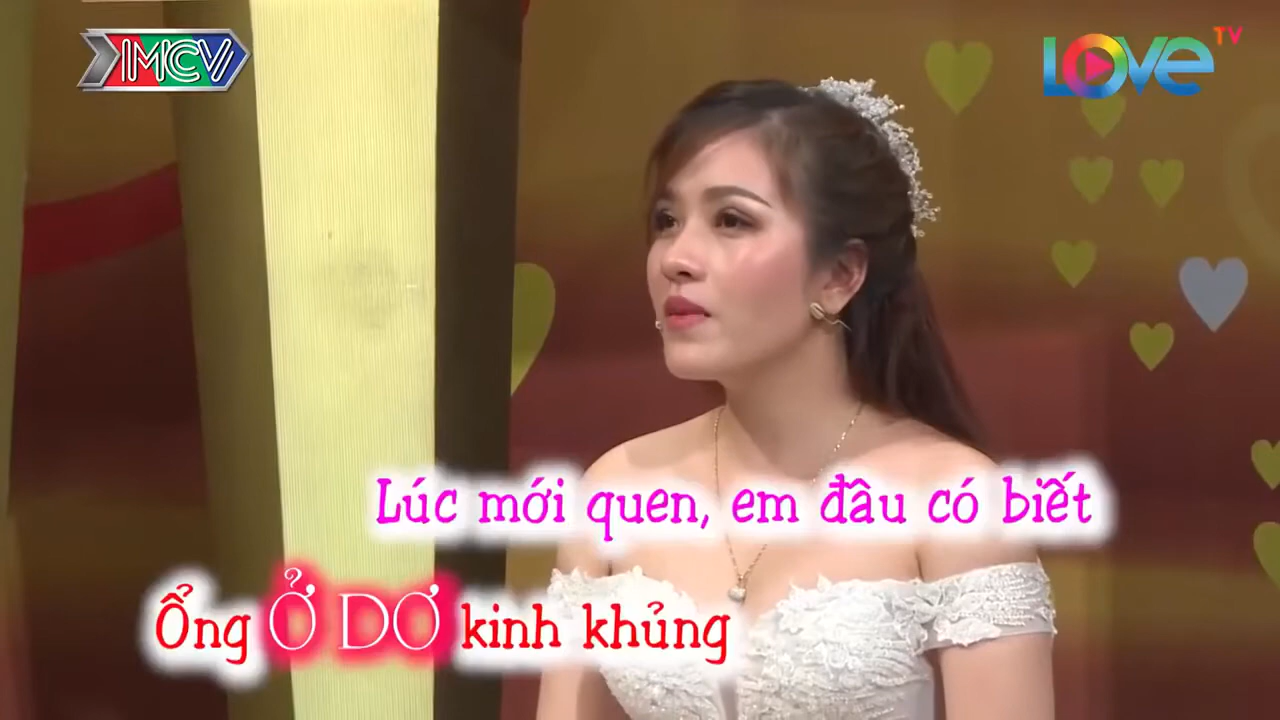 MCV
LOVE TV
Lúc mới quen, em đâu có biết
Ổng Ở DƠ kinh khủng